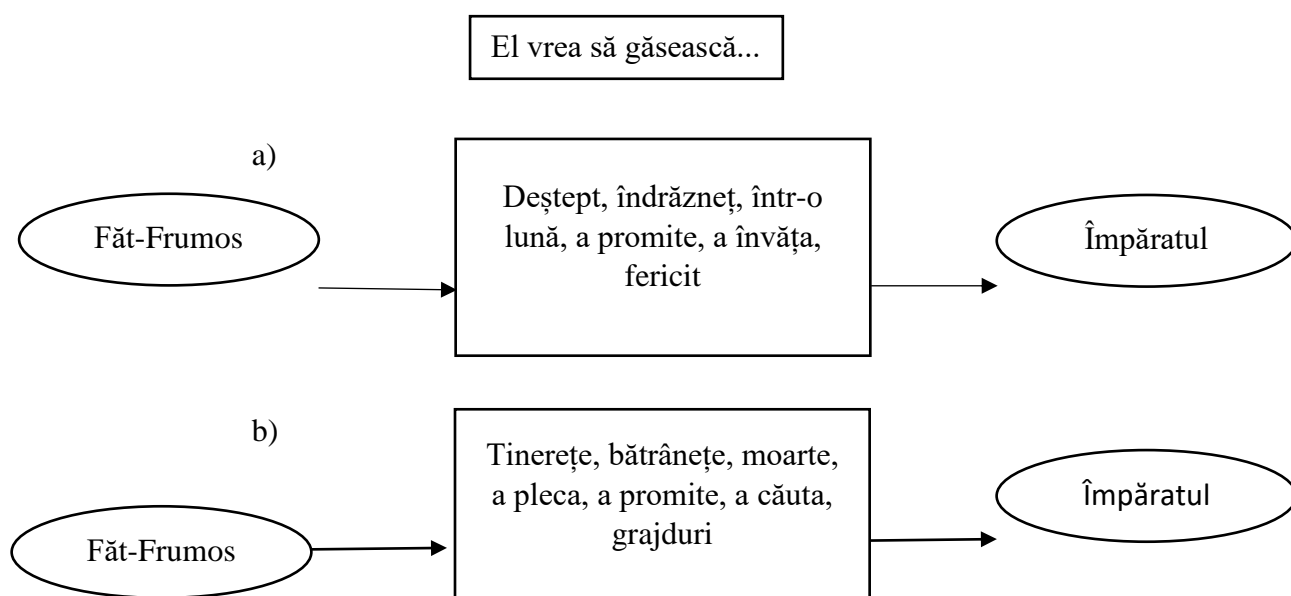 El vrea să găsească...
a)
Făt-Frumos
Deștept, îndrăzneț, într-o
lună, a promite, a învăța,
fericit
Împăratul
b)
Făt-Frumos
Tinerețe, bătrânețe, moarte,
a pleca, a promite, a căuta,
grajduri
Împăratul